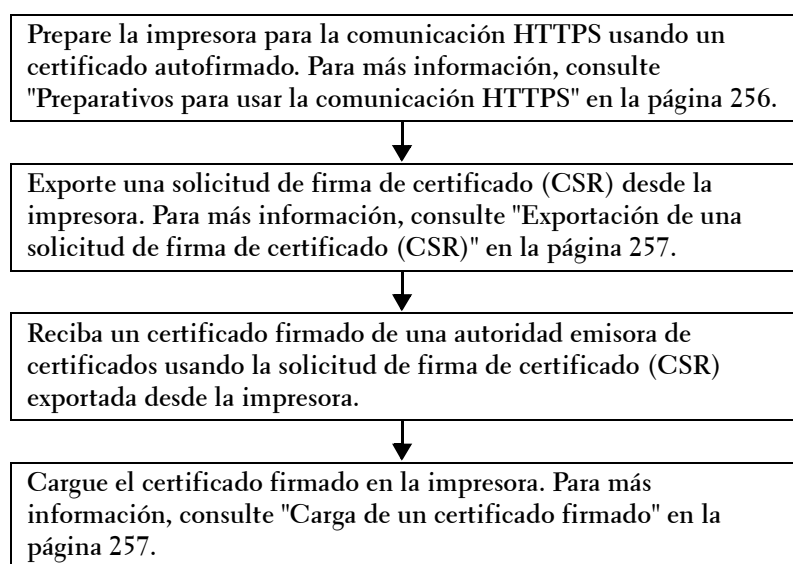 Prepare la impresora para la comunicación HTTPS usando un
certificado autofirmado. Para más información, consulte
"Preparativos para usar la comunicación HTTPS" en la página 256.
Exporte una solicitud de firma de certificado (CSR) desde la
impresora. Para más información, consulte "Exportación de una
solicitud de firma de certificado (CSR)" en la página 257.
Reciba un certificado firmado de una autoridad emisora de
certificados usando la solicitud de firma de certificado (CSR)
exportada desde la impresora.
Cargue el certificado firmado en la impresora. Para más
información, consulte "Carga de un certificado firmado" en la
página 257.